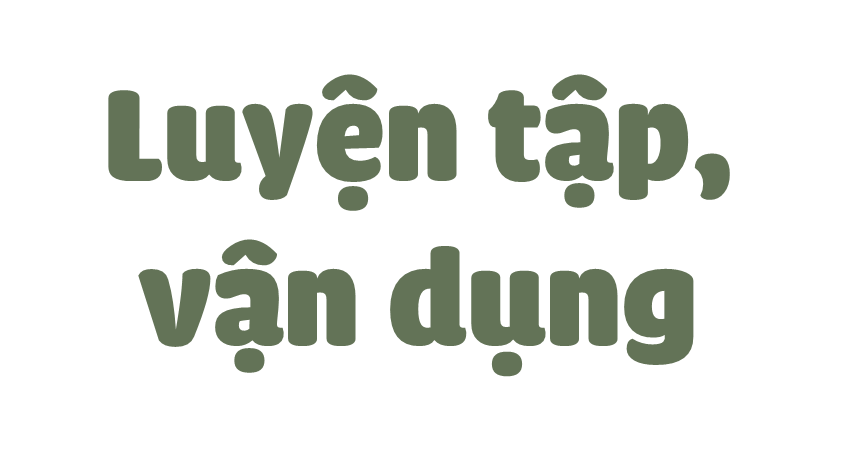 Luyện tập,
vận dụng